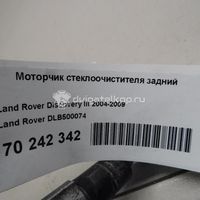 Моторчик стеклоочистителя задний
Land Rover Discovery III 2004-2009
Land Rover DLB500074
70 242 342